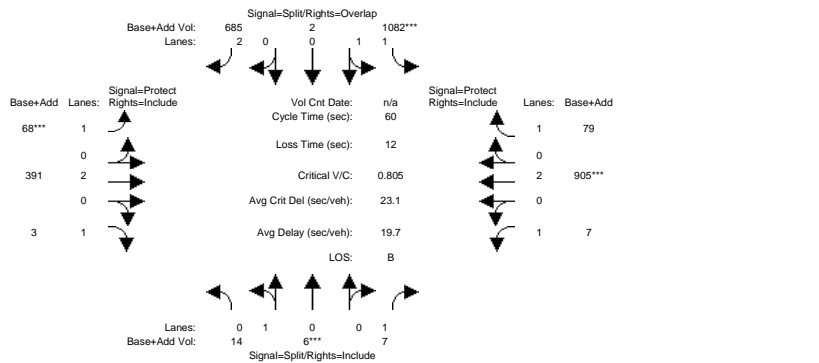 Signal=Split/Rights=Overlap
Base+Add Vol: 685 2 1082***
Lanes: 2 0 0 1 1
Signal=Protect Signal=Protect
Base+Add Lanes: Rights=Include Vol Cnt Date: n/a Rights=Include Lanes: Base+Add
Cycle Time (sec): 60
68*** 1 1 79
Loss Time (sec): 12
0 0
391 2 Critical V/C: 0.805 2 905***
0 Avg Crit Del (sec/veh): 23.1 0
3 1 Avg Delay (sec/veh): 19.7 1 7
LOS: B
Lanes: 0 1 0 0 1
Base+Add Vol: 14 6*** 7
Signal=Split/Rights=Include